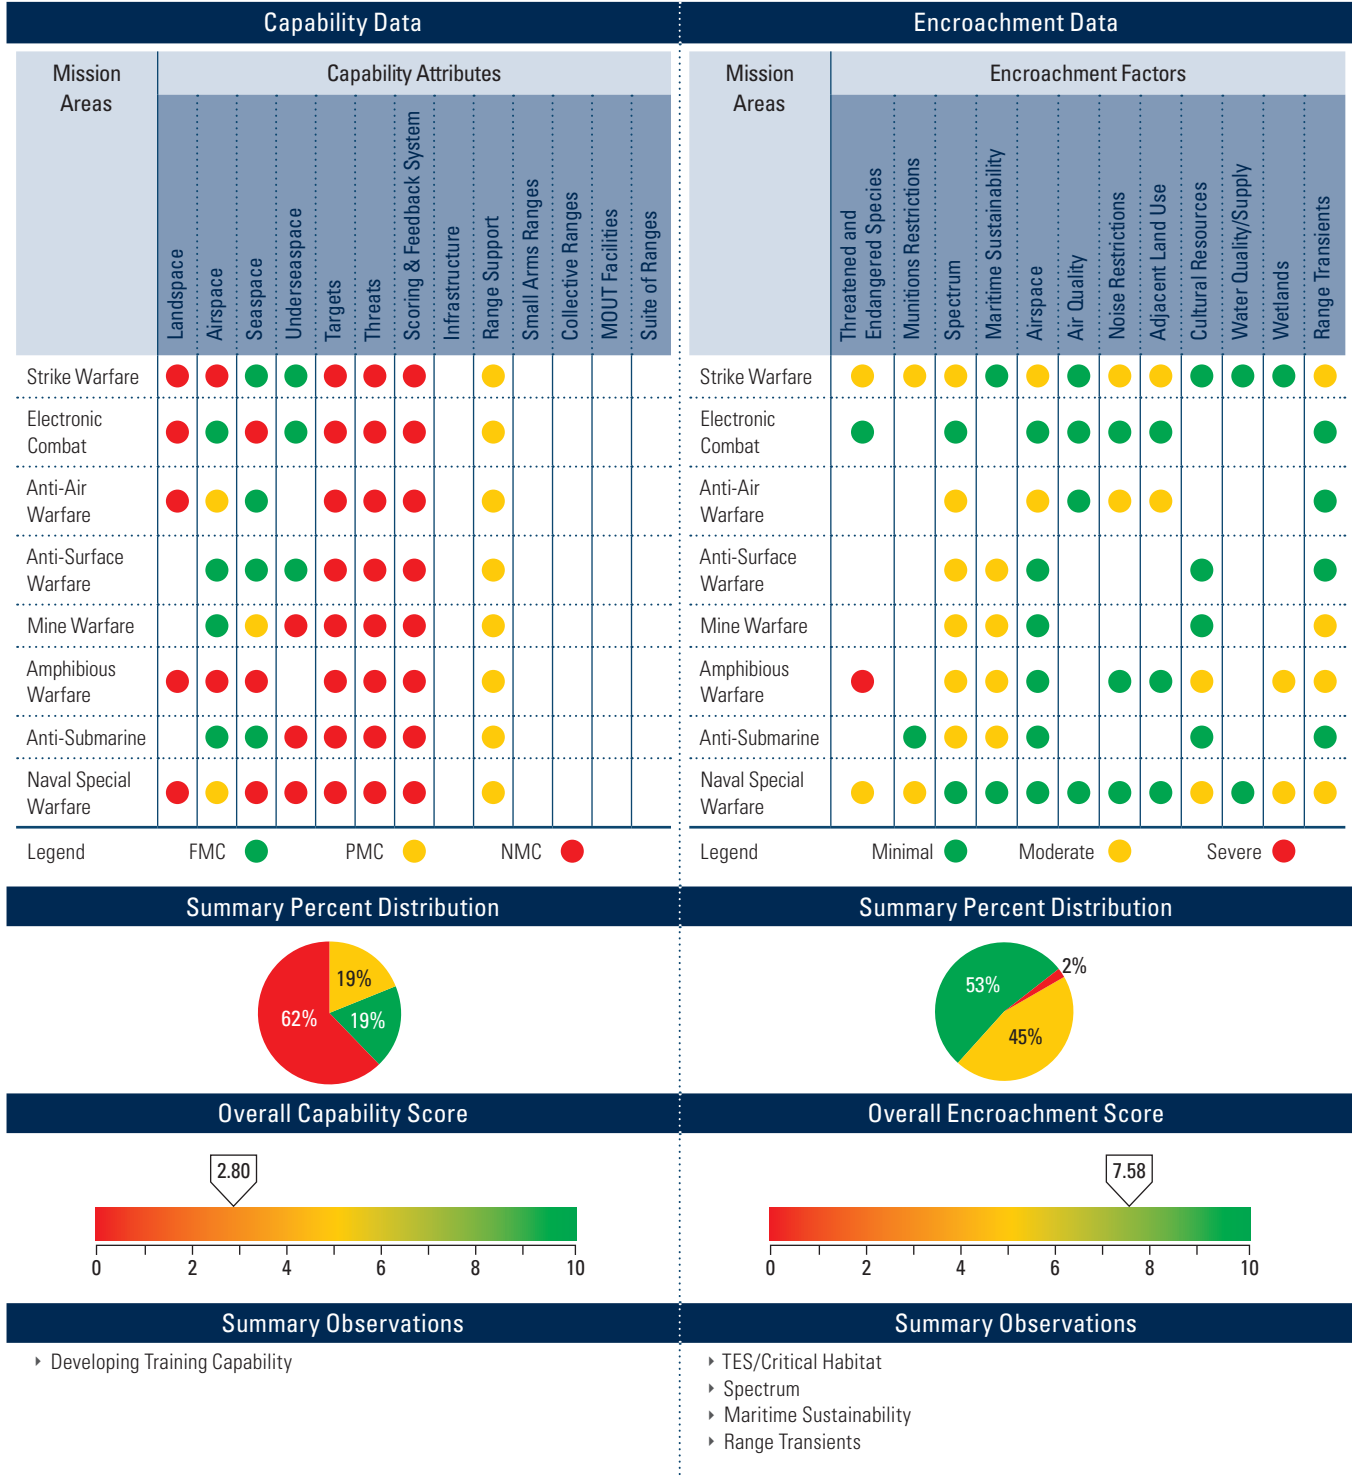 Capability Data
Mission
Areas
Capability Attributes
Landspace
Airspace
Seaspace
Underseaspace
Targets
Threats
Scoring & Feedback System
Infrastructure
Range Support
Small Arms Ranges
Collective Ranges
MOUT Facilities
Suite of Ranges
Strike Warfare
Electronic
Combat
Anti-Air
Warfare
Anti-Surface
Warfare
Mine Warfare
Amphibious
Warfare
Anti-Submarine
Naval Special
Warfare
Legend FMC PMC NMC
Summary Percent Distribution
19%
62%
19%
Overall Capability Score
2.80
0 2 4 6 8 10
Summary Observations
‣ Developing Training Capability
Encroachment Data
Mission
Areas
Encroachment Factors
Threatened and
Endangered Species
Munitions Restrictions
Spectrum
Maritime Sustainability
Airspace
Air Quality
Noise Restrictions
Adjacent Land Use
Cultural Resources
Water Quality/Supply
Wetlands
Range Transients
Strike Warfare
Electronic
Combat
Anti-Air
Warfare
Anti-Surface
Warfare
Mine Warfare
Amphibious
Warfare
Anti-Submarine
Naval Special
Warfare
Legend Minimal Moderate Severe
Summary Percent Distribution
2%
53%
45%
Overall Encroachment Score
7.58
0 2 4 6 8 10
Summary Observations
‣ TES/Critical Habitat
‣ Spectrum
‣ Maritime Sustainability
‣ Range Transients